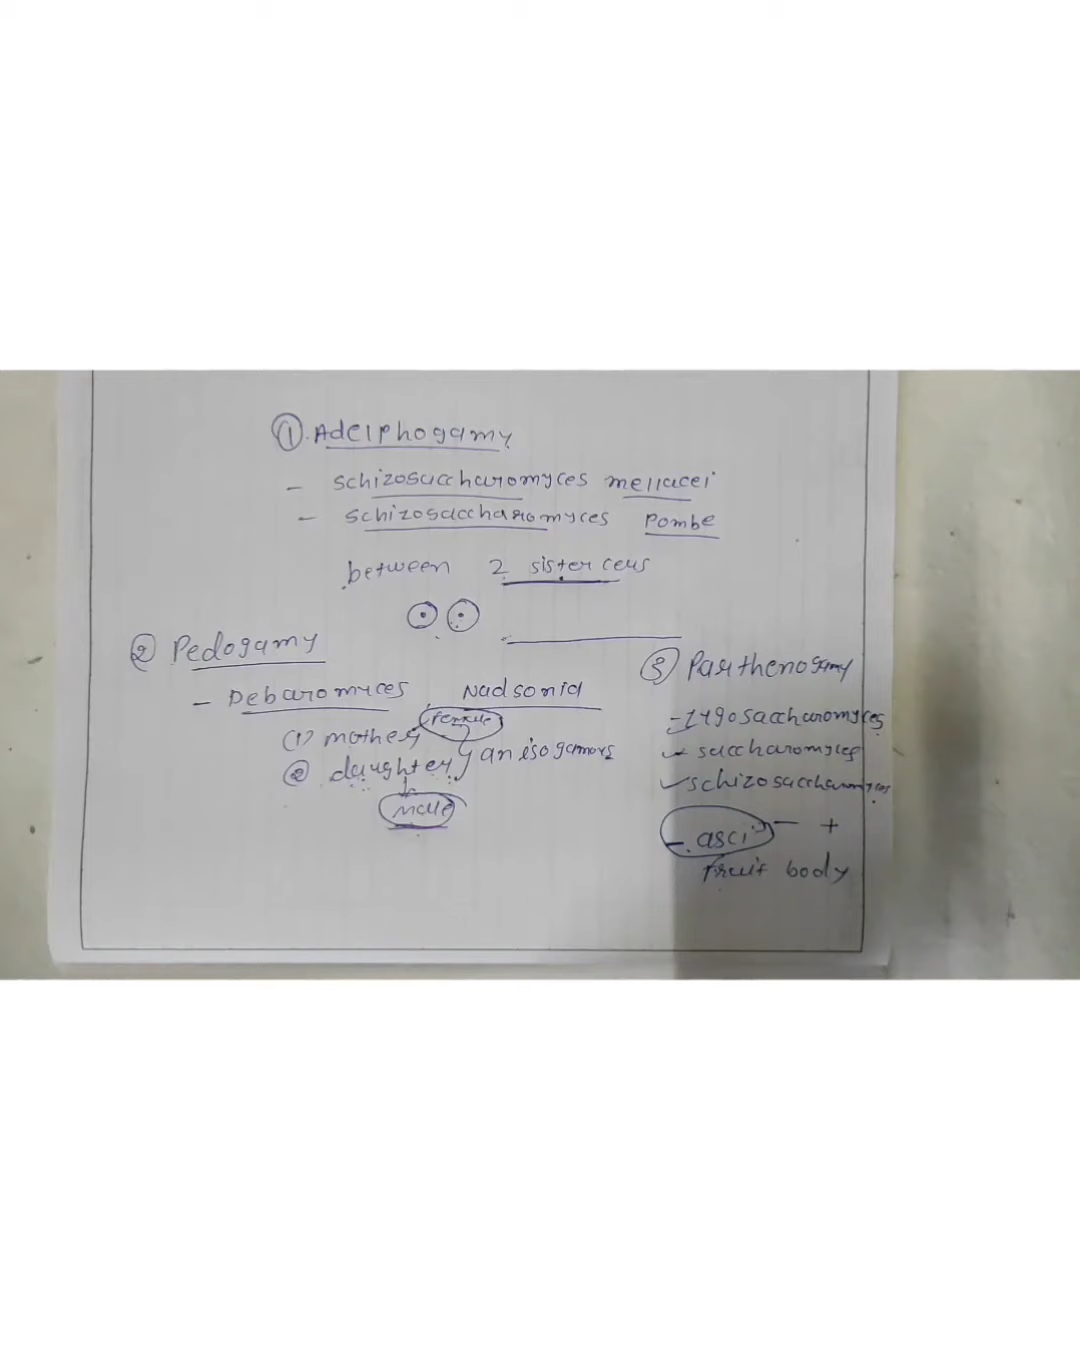 ① Adelphogamy
- schizosaccharomyces mellacei
- schizosaccharomyces Pombe
between 2 sister cells
② Pedogamy
- Debaromyces, Nadsonia
(1) mother female
② daughter } anisogamous
male
③ Parthenogamy
- zygosaccharomyces
saccharomyces
schizosaccharomyces
- asci - +
fruit body